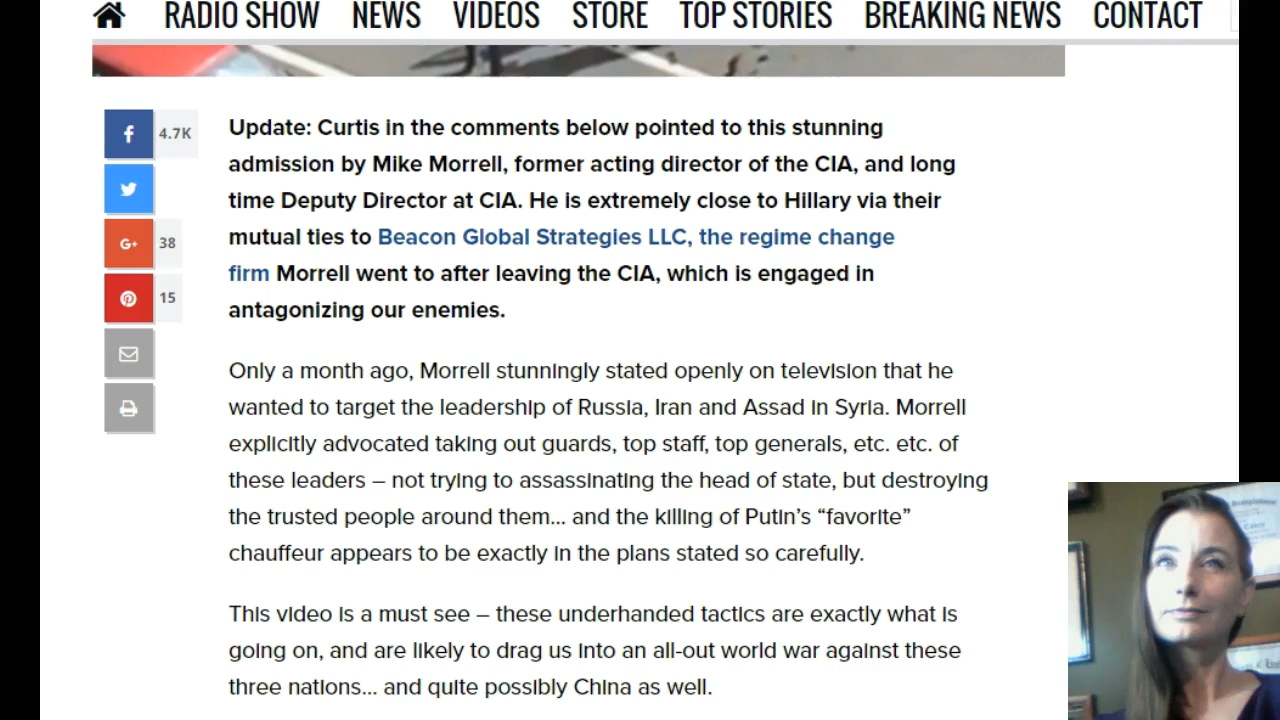 RADIO SHOW NEWS VIDEOS STORE TOP STORIES BREAKING NEWS CONTACT
4.7K
38
15
Update: Curtis in the comments below pointed to this stunning
admission by Mike Morrell, former acting director of the CIA, and long
time Deputy Director at CIA. He is extremely close to Hillary via their
mutual ties to Beacon Global Strategies LLC, the regime change
firm Morrell went to after leaving the CIA, which is engaged in
antagonizing our enemies.
Only a month ago, Morrell stunningly stated openly on television that he
wanted to target the leadership of Russia, Iran and Assad in Syria. Morrell
explicitly advocated taking out guards, top staff, top generals, etc. etc. of
these leaders – not trying to assassinating the head of state, but destroying
the trusted people around them... and the killing of Putin's “favorite”
chauffeur appears to be exactly in the plans stated so carefully.
This video is a must see – these underhanded tactics are exactly what is
going on, and are likely to drag us into an all-out world war against these
three nations... and quite possibly China as well.